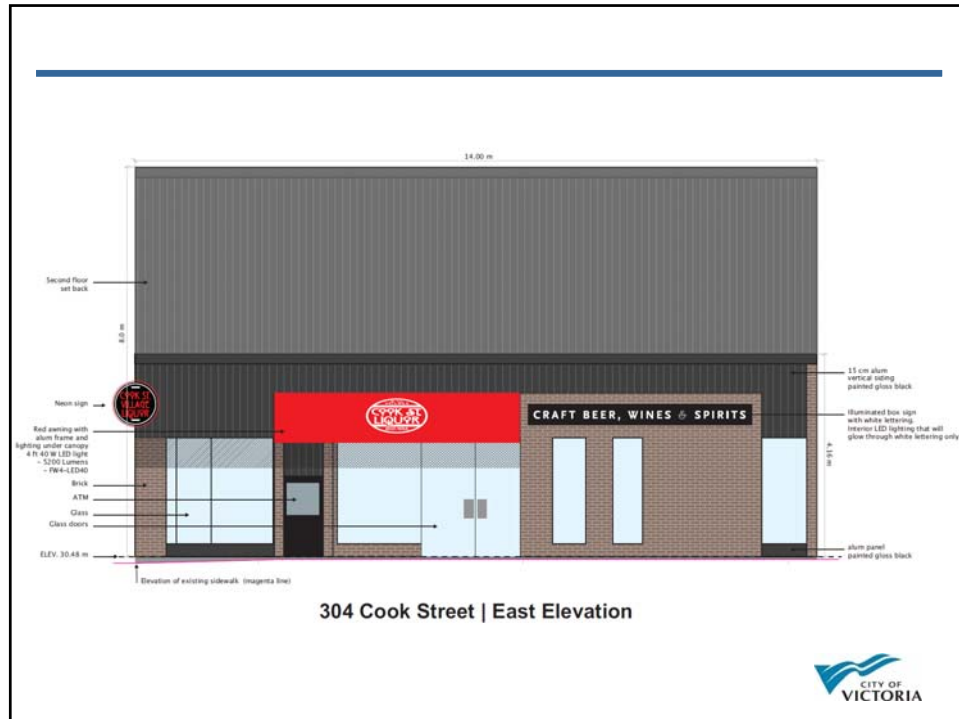 14.00 m
Second floor
set back
8.0 m
Neon sign
COOK ST
VILLAGE
LIQUOR
Red awning with
alum frame and
lighting under canopy
4 ft 40 W LED light
- 5200 Lumens
- FW4-LED40
Brick
ATM
Glass
Glass doors
ELEV. 30.48 m
Elevation of existing sidewalk (magenta line)
COOK ST
LIQUOR
CRAFT BEER, WINES & SPIRITS
15 cm alum
vertical siding
painted gloss black
Illuminated box sign
with white lettering.
Interior LED lighting that will
glow through white lettering only
4.16 m
alum panel
painted gloss black
304 Cook Street | East Elevation
CITY OF
VICTORIA